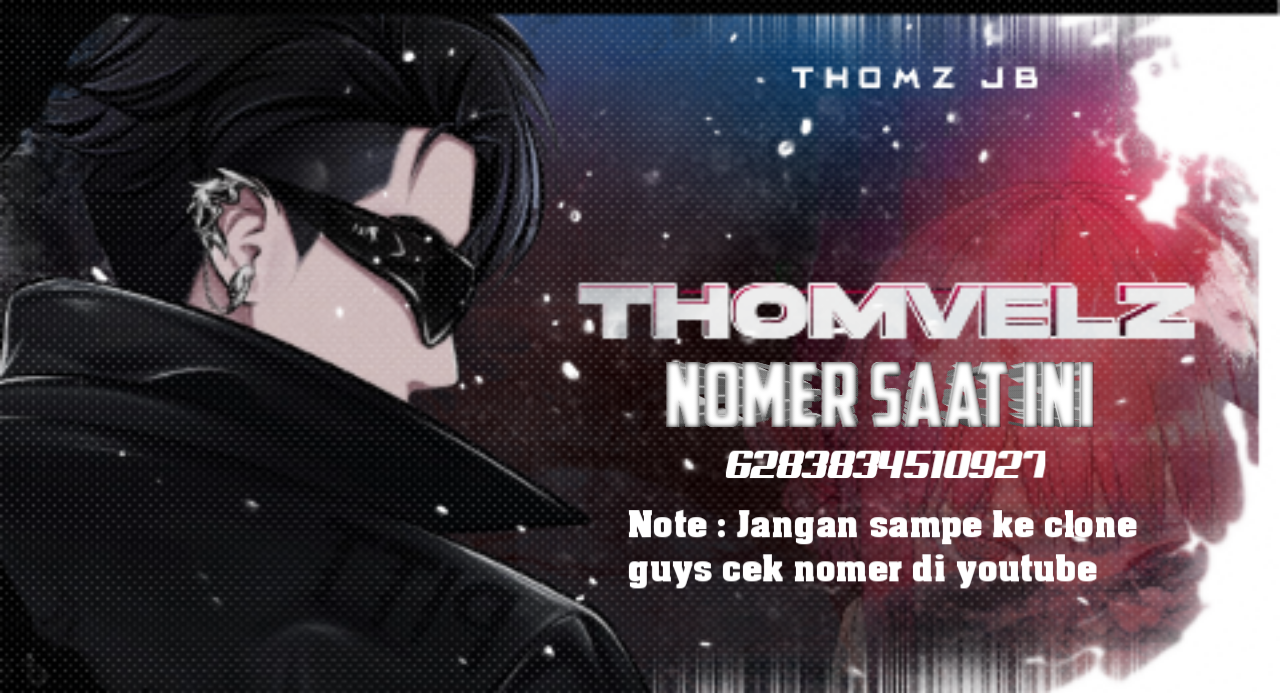 THOMZ JB
THOMVELZ
NOMER SAAT INI
6283834510927
Note : Jangan sampe ke clone
guys cek nomer di youtube